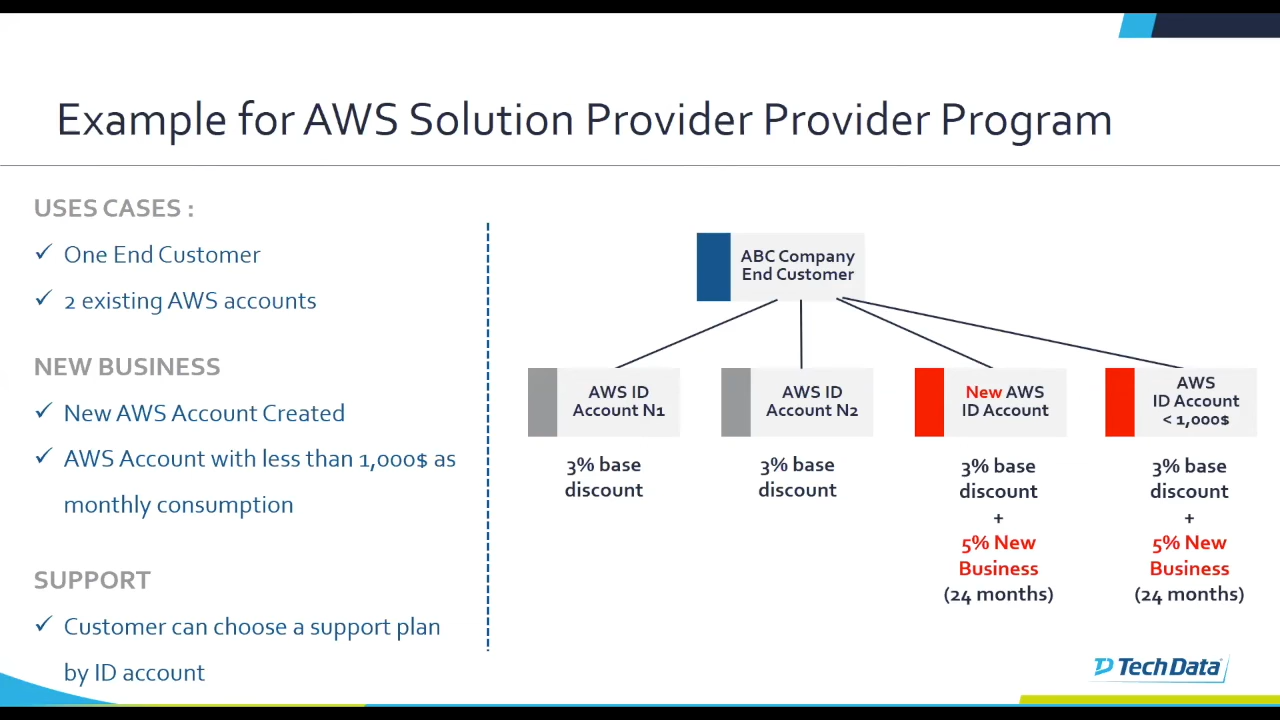 Example for AWS Solution Provider Provider Program
USES CASES :
✓ One End Customer
✓ 2 existing AWS accounts
NEW BUSINESS
✓ New AWS Account Created
✓ AWS Account with less than 1,000$ as
monthly consumption
SUPPORT
✓ Customer can choose a support plan
by ID account
ABC Company
End Customer
AWS ID
Account N1
3% base
discount
AWS ID
Account N2
3% base
discount
New AWS
ID Account
3% base
discount
+
5% New
Business
(24 months)
AWS
ID Account
< 1,000$
3% base
discount
+
5% New
Business
(24 months)
TD Tech Data